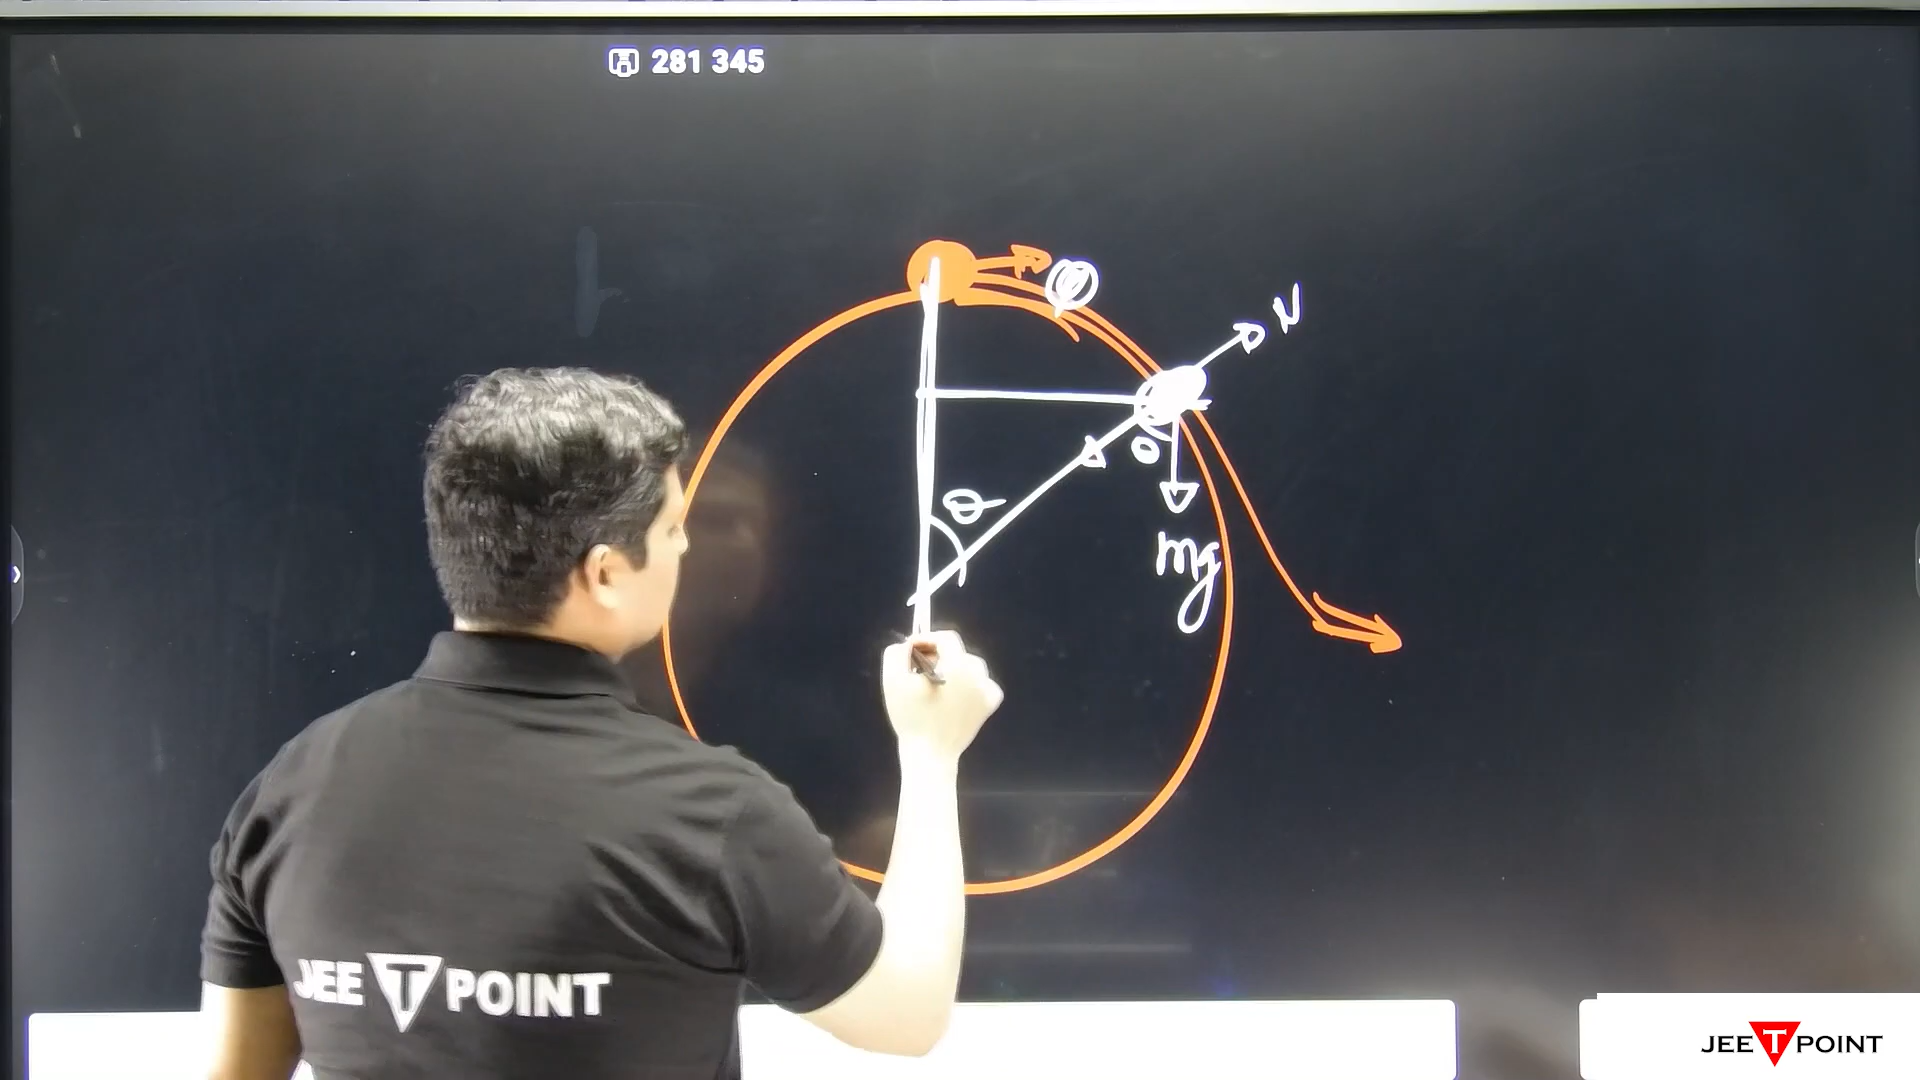 281 345
N
θ
θ
mg
JEE T POINT
JEE T POINT